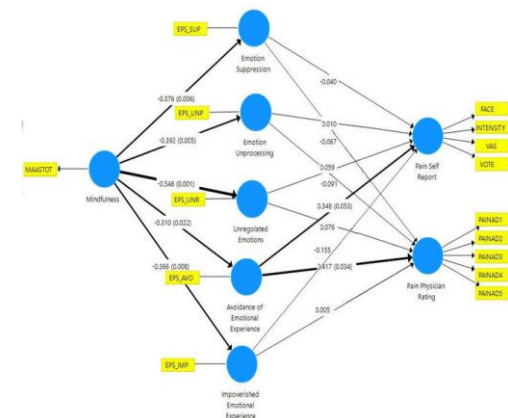 EPS_SUP
Emotion
Suppression
-0.376 (0.006)
-0.040
EPS_UNP
-0.392 (0.005)
Emotion
Unprocessing
0.010
-0.067
FACE
INTENSITY
VAS
VOTE
Pain Self
Report
MAASTOT
Mindfulness
-0.546 (0.001)
EPS_UNR
Unregolated
Emotions
0.059
-0.091
0.348 (0.053)
0.076
-0.310 (0.022)
-0.155
0.417 (0.034)
-0.366 (0.008)
EPS_AVO
Avoidance of
Emotional
Experience
0.005
PAINAD1
PAINAD2
PAINAD3
PAINAD4
PAINAD5
Pain Physician
Rating
EPS_IMP
Impoverished
Emotional
Experience